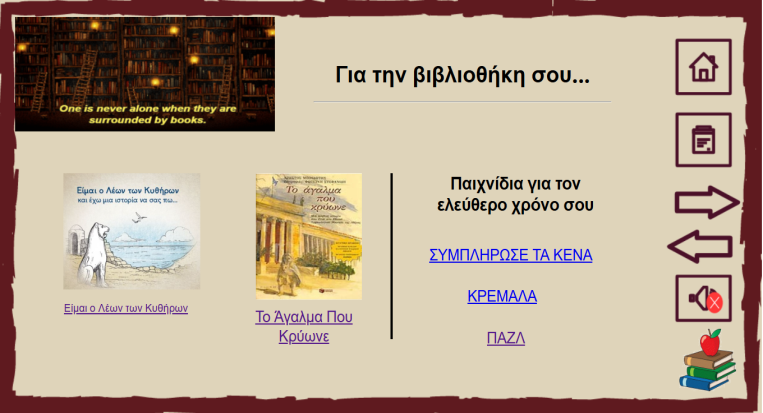 One is never alone when they are
surrounded by books.
Για την βιβλιοθήκη σου...
Είμαι ο Λέων των Κυθήρων
και έχω μια ιστορία να σας πω...
Είμαι ο Λέων των Κυθήρων
Το άγαλμα
που
κρύωνε
Το Άγαλμα Που
Κρύωνε
Παιχνίδια για τον
ελεύθερο χρόνο σου
ΣΥΜΠΛΗΡΩΣΕ ΤΑ ΚΕΝΑ
ΚΡΕΜΑΛΑ
ΠΑΖΛ